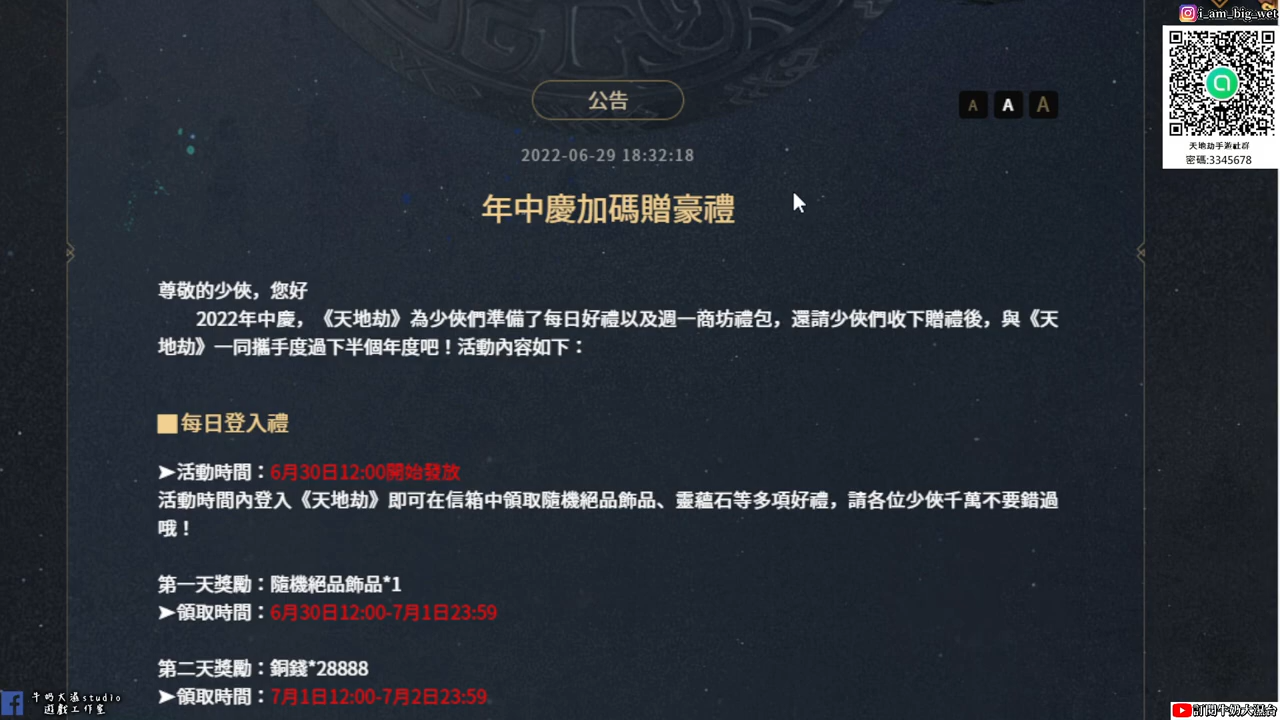 i_am_big_wet
公告
A A A
2022-06-29 18:32:18
天地劫手遊社群
密碼:3345678
年中慶加碼贈豪禮
尊敬的少俠，您好
2022年中慶，《天地劫》為少俠們準備了每日好禮以及週一商坊禮包，還請少俠們收下贈禮後，與《天
地劫》一同攜手度過下半個年度吧！活動內容如下：
■每日登入禮
➤活動時間：6月30日12:00開始發放
活動時間內登入《天地劫》即可在信箱中領取隨機絕品飾品、靈蘊石等多項好禮，請各位少俠千萬不要錯過
哦！
第一天獎勵：隨機絕品飾品*1
➤領取時間：6月30日12:00-7月1日23:59
第二天獎勵：銅錢*28888
➤領取時間：7月1日12:00-7月2日23:59
牛奶大濕studio
遊戲工作室
訂閱牛奶大濕台